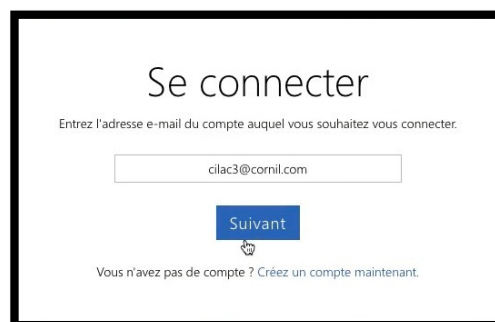 Se connecter
Entrez l'adresse e-mail du compte auquel vous souhaitez vous connecter.
cilac3@cornil.com
Suivant
Vous n'avez pas de compte ? Créez un compte maintenant.